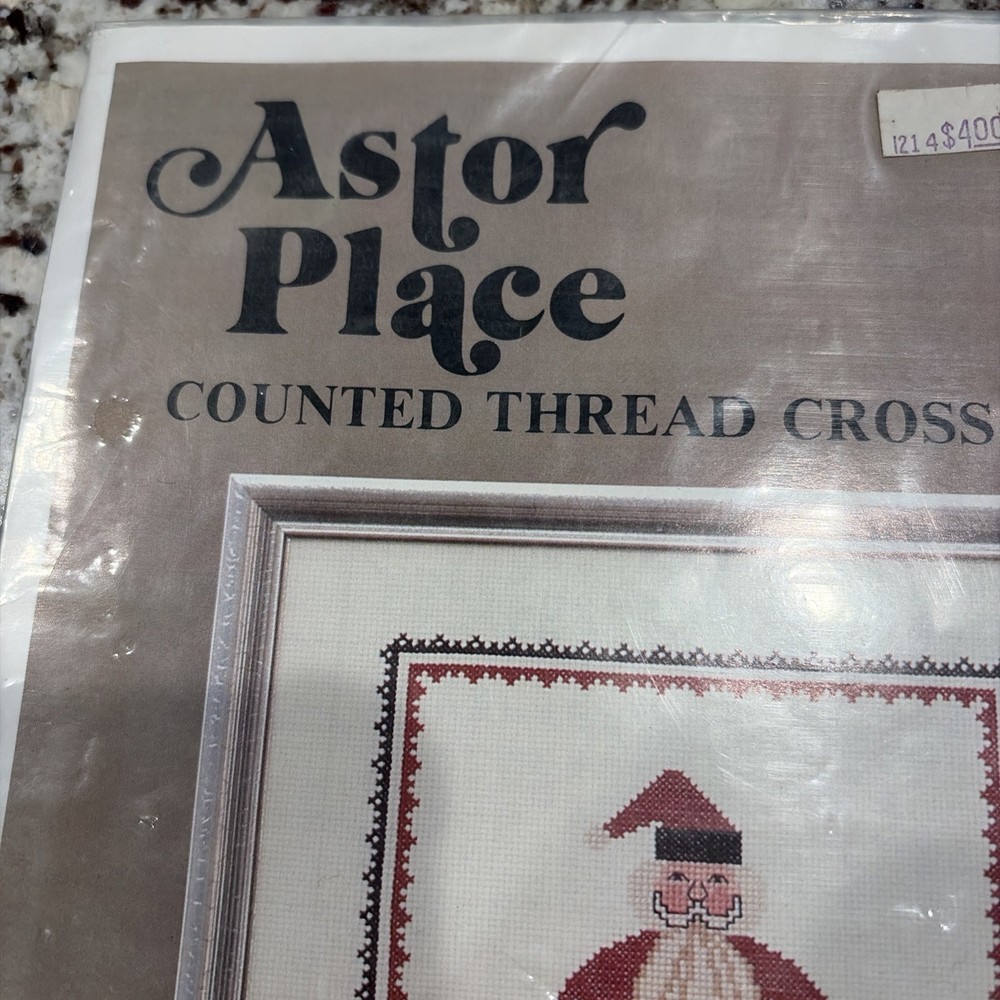 1214 $400
Astor
Place
COUNTED THREAD CROSS